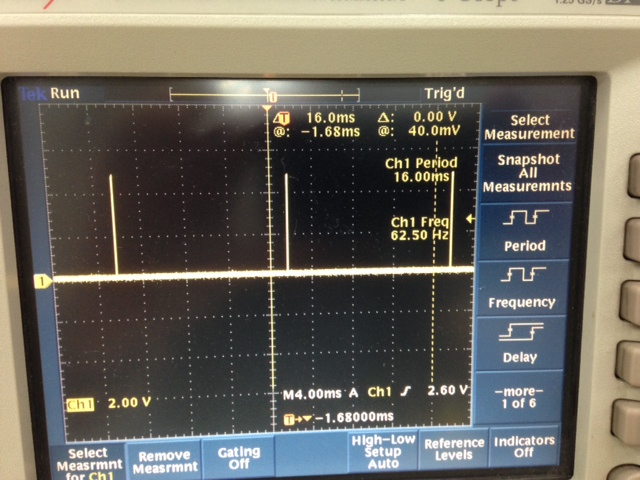 1.25 GS/s
Tek Run
Trig'd
Δ: 16.0ms Δ: 0.00 V
@: -1.68ms @: 40.0mV
Ch1 Period
16.00ms
Ch1 Freq
62.50 Hz
1
Ch1 2.00 V
M4.00ms A Ch1 2.60 V
-1.68000ms
Select
Measurement
Snapshot
All
Measuremnts
Period
Frequency
Delay
-more-
1 of 6
Select
Measrmnt
for Ch1
Remove
Measrmnt
Gating
Off
High-Low
Setup
Auto
Reference
Levels
Indicators
Off